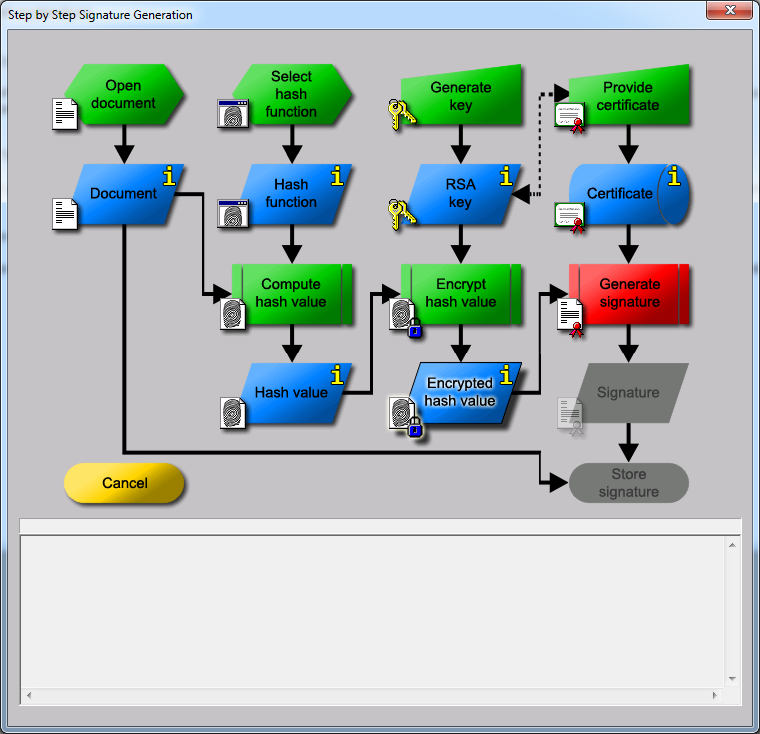 Step by Step Signature Generation
Open
document
Select
hash
function
Generate
key
Provide
certificate
Document
i
Hash
function
i
RSA
key
i
Certificate
i
Compute
hash value
Encrypt
hash value
Generate
signature
Hash value
i
Encrypted
hash value
i
Signature
Cancel
Store
signature